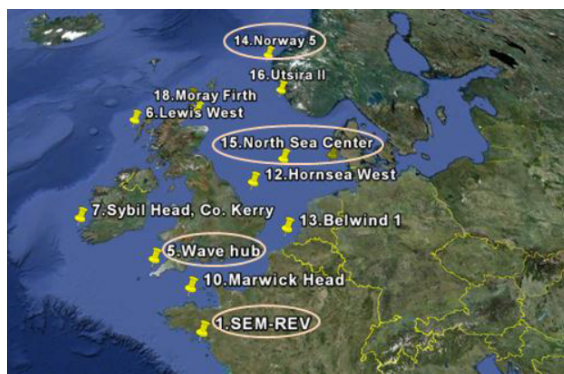 14.Norway 5
16.Utsira II
18.Moray Firth
6.Lewis West
15.North Sea Center
12.Hornsea West
7.Sybil Head, Co. Kerry
13.Belwind 1
5.Wave hub
10.Marwick Head
1.SEM-REV